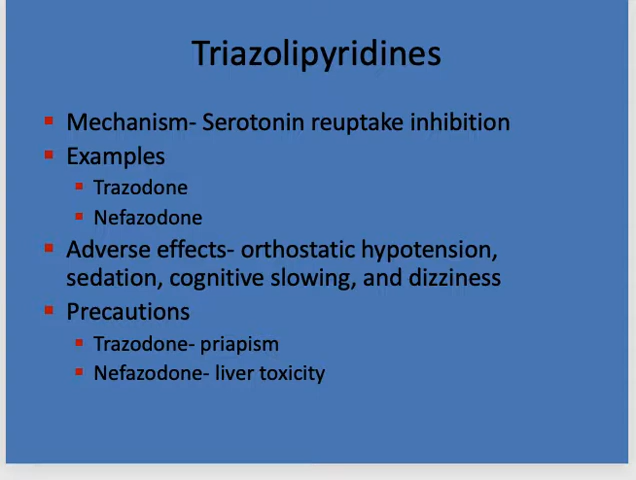 Triazolipyridines
Mechanism- Serotonin reuptake inhibition
Examples
Trazodone
Nefazodone
Adverse effects- orthostatic hypotension,
sedation, cognitive slowing, and dizziness
Precautions
Trazodone- priapism
Nefazodone- liver toxicity